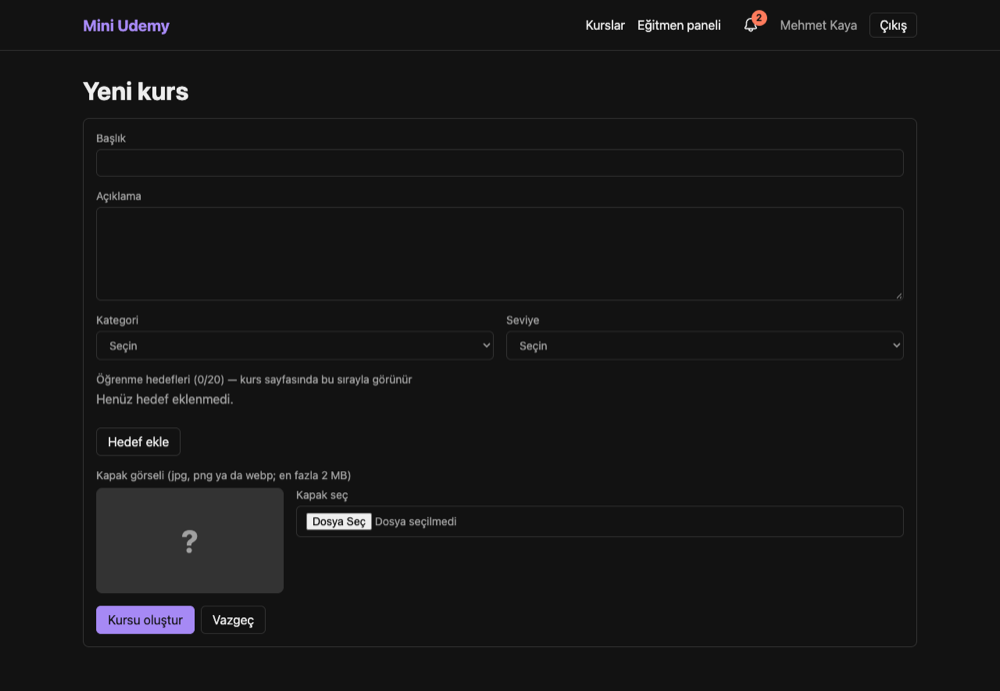 Mini Udemy
Kurslar Eğitmen paneli 2 Mehmet Kaya Çıkış
Yeni kurs
Başlık
Açıklama
Kategori Seviye
Seçin Seçin
Öğrenme hedefleri (0/20) — kurs sayfasında bu sırayla görünür
Henüz hedef eklenmedi.
Hedef ekle
Kapak görseli (jpg, png ya da webp; en fazla 2 MB)
Kapak seç
Dosya Seç Dosya seçilmedi
?
Kursu oluştur Vazgeç